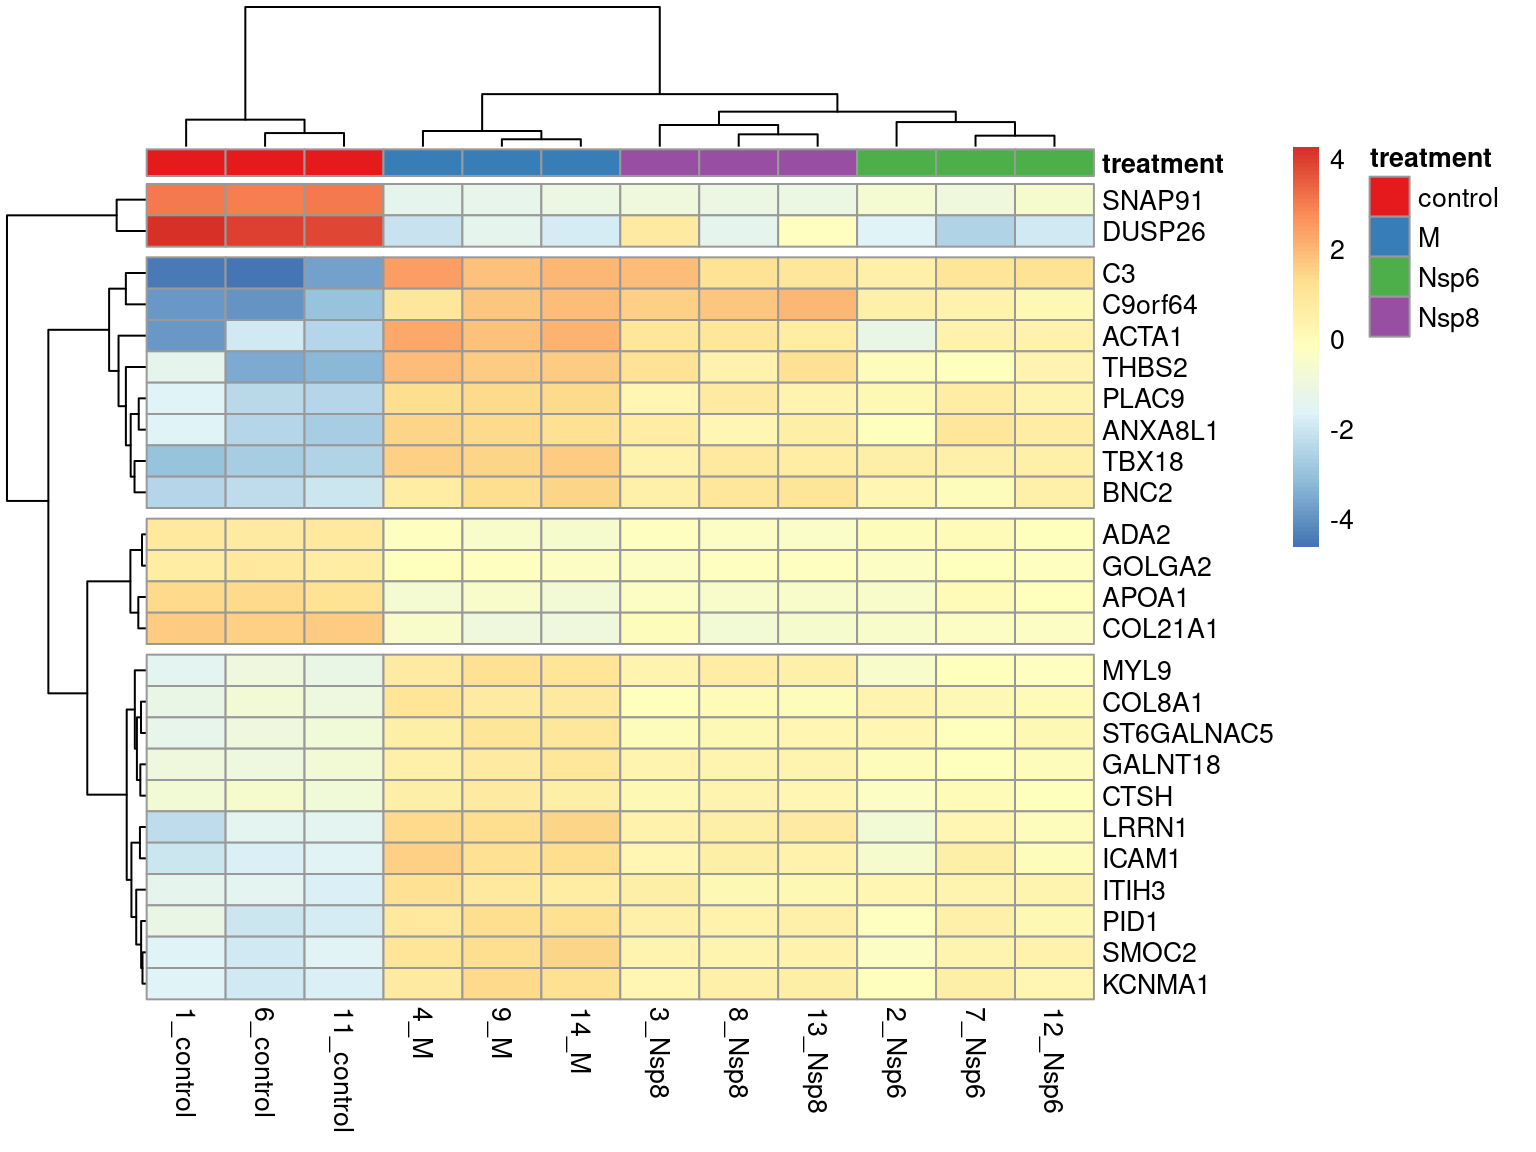 treatment
SNAP91
DUSP26
C3
C9orf64
ACTA1
THBS2
PLAC9
ANXA8L1
TBX18
BNC2
ADA2
GOLGA2
APOA1
COL21A1
MYL9
COL8A1
ST6GALNAC5
GALNT18
CTSH
LRRN1
ICAM1
ITIH3
PID1
SMOC2
KCNMA1
1_control
6_control
11_control
4_M
9_M
14_M
3_Nsp8
8_Nsp8
13_Nsp8
2_Nsp6
7_Nsp6
12_Nsp6
4
2
0
-2
-4
treatment
control
M
Nsp6
Nsp8